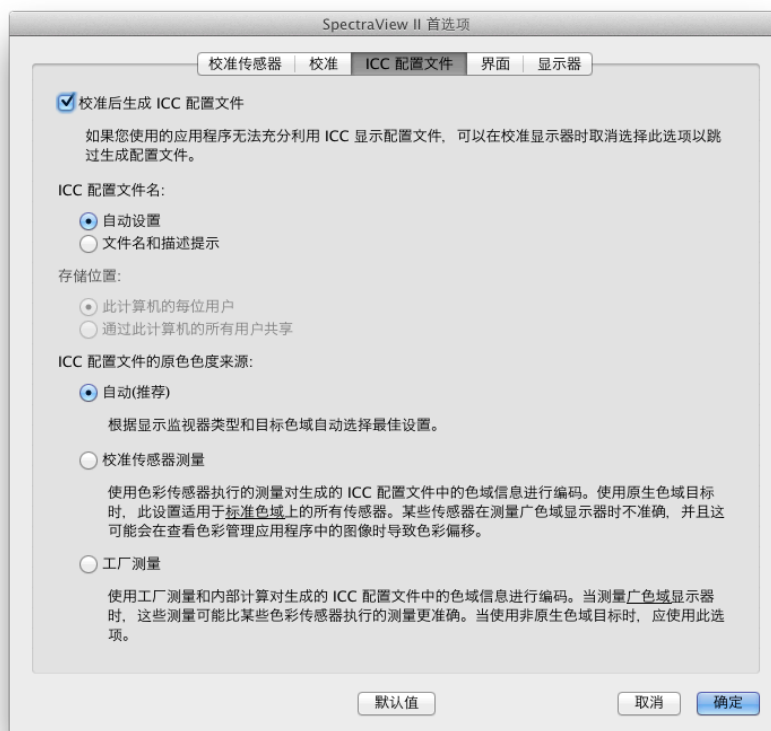 SpectraView II 首选项
校准传感器 校准 ICC 配置文件 界面 显示器
校准后生成 ICC 配置文件
如果您使用的应用程序无法充分利用 ICC 显示配置文件，可以在校准显示器时取消选择此选项以跳
过生成配置文件。
ICC 配置文件名:
自动设置
文件名和描述提示
存储位置:
此计算机的每位用户
通过此计算机的所有用户共享
ICC 配置文件的原色色度来源:
自动(推荐)
根据显示监视器类型和目标色域自动选择最佳设置。
校准传感器测量
使用色彩传感器执行的测量对生成的 ICC 配置文件中的色域信息进行编码。使用原生色域目标
时，此设置适用于标准色域上的所有传感器。某些传感器在测量广色域显示器时不准确，并且这
可能会在查看色彩管理应用程序中的图像时导致色彩偏移。
工厂测量
使用工厂测量和内部计算对生成的 ICC 配置文件中的色域信息进行编码。当测量广色域显示器
时，这些测量可能比某些色彩传感器执行的测量更准确。当使用非原生色域目标时，应使用此选
项。
默认值 取消 确定